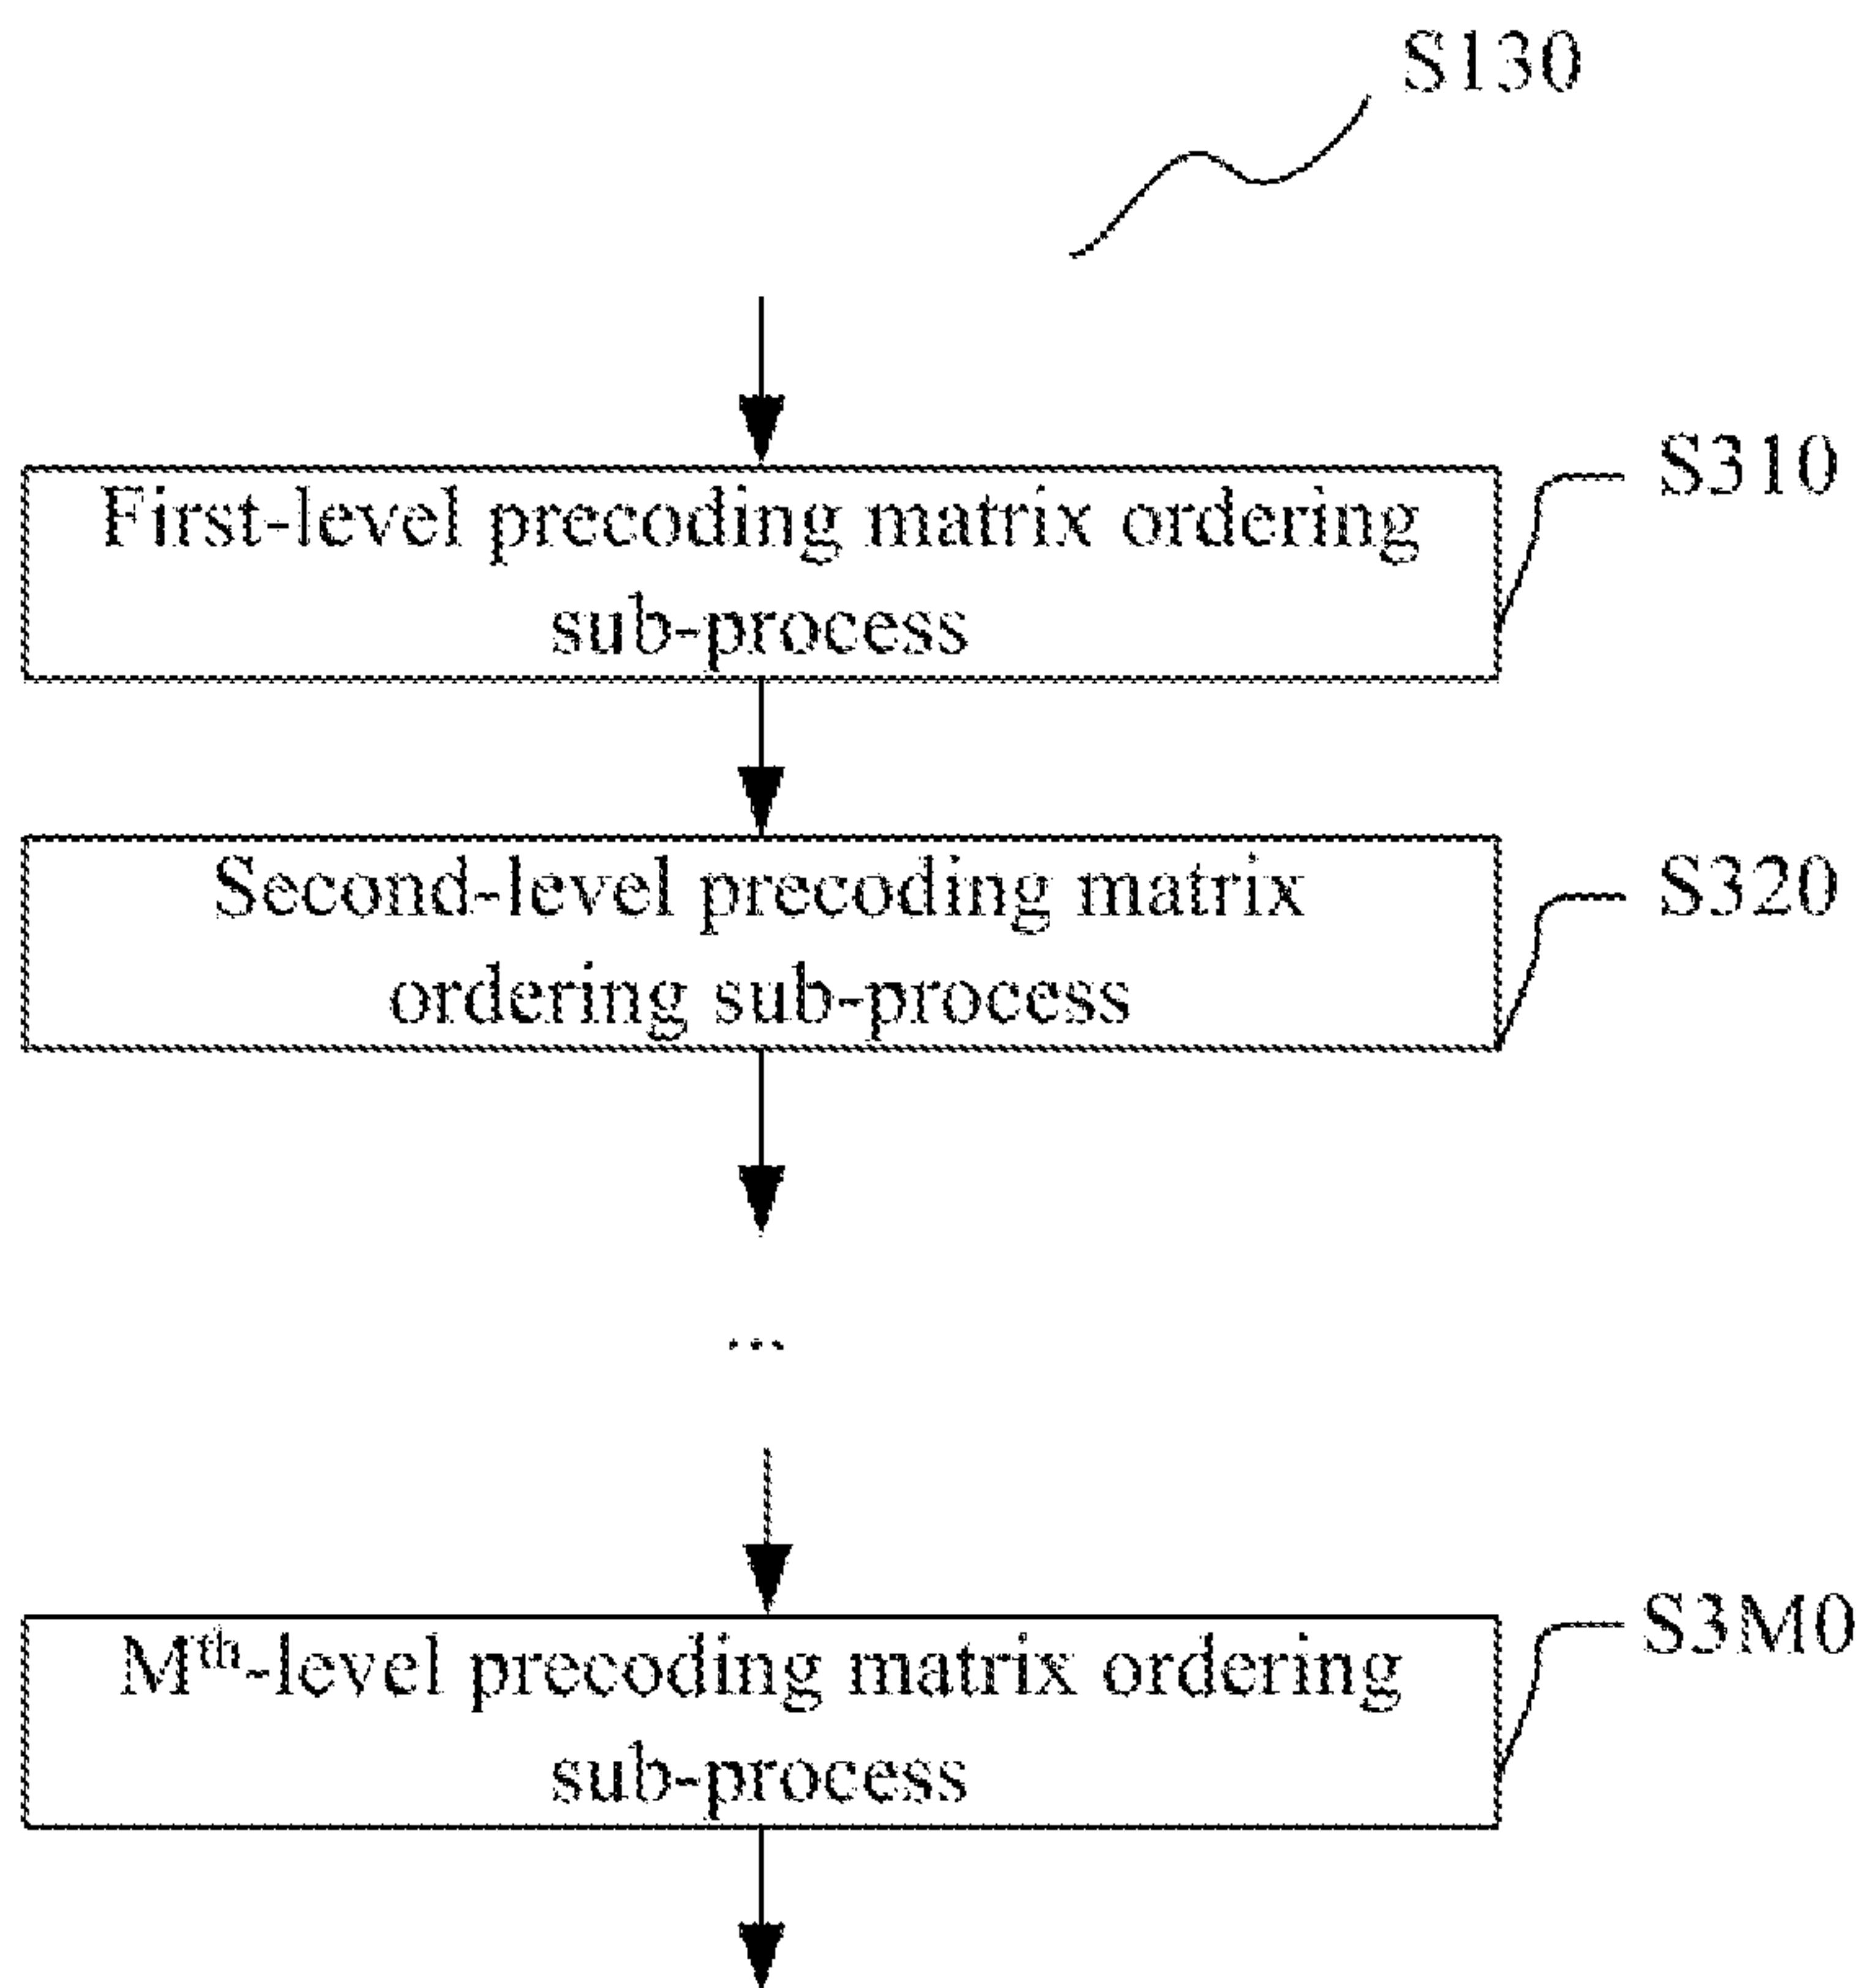 S130
First-level precoding matrix ordering
sub-process
S310
Second-level precoding matrix
ordering sub-process
S320
...
Mth-level precoding matrix ordering
sub-process
S3M0